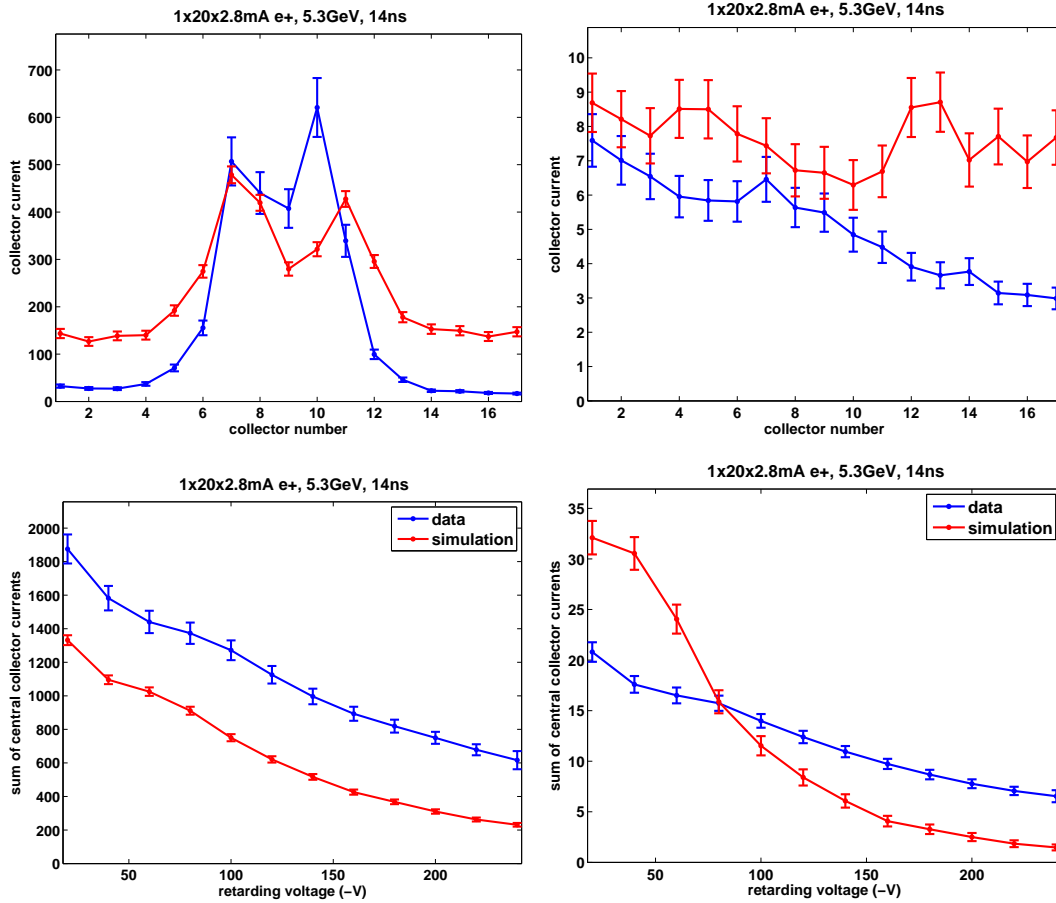 1x20x2.8mA e+, 5.3GeV, 14ns
collector current
700
600
500
400
300
200
100
0
2 4 6 8 10 12 14 16
collector number
1x20x2.8mA e+, 5.3GeV, 14ns
collector current
10
9
8
7
6
5
4
3
2
1
0
2 4 6 8 10 12 14 16
collector number
1x20x2.8mA e+, 5.3GeV, 14ns
data
simulation
sum of central collector currents
2000
1800
1600
1400
1200
1000
800
600
400
200
0
50 100 150 200
retarding voltage (−V)
1x20x2.8mA e+, 5.3GeV, 14ns
data
simulation
sum of central collector currents
35
30
25
20
15
10
5
0
50 100 150 200
retarding voltage (−V)